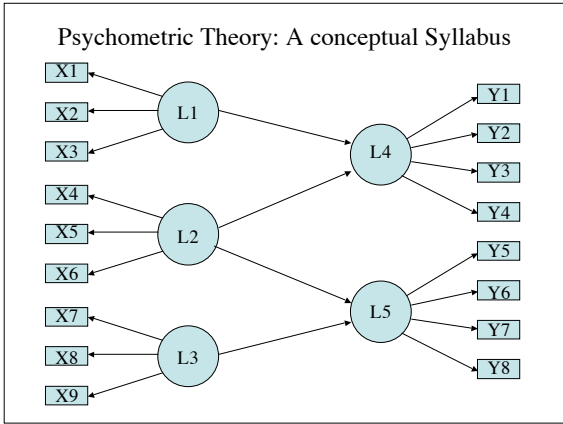 Psychometric Theory: A conceptual Syllabus
X1
X2
X3
X4
X5
X6
X7
X8
X9
L1
L2
L3
L4
L5
Y1
Y2
Y3
Y4
Y5
Y6
Y7
Y8